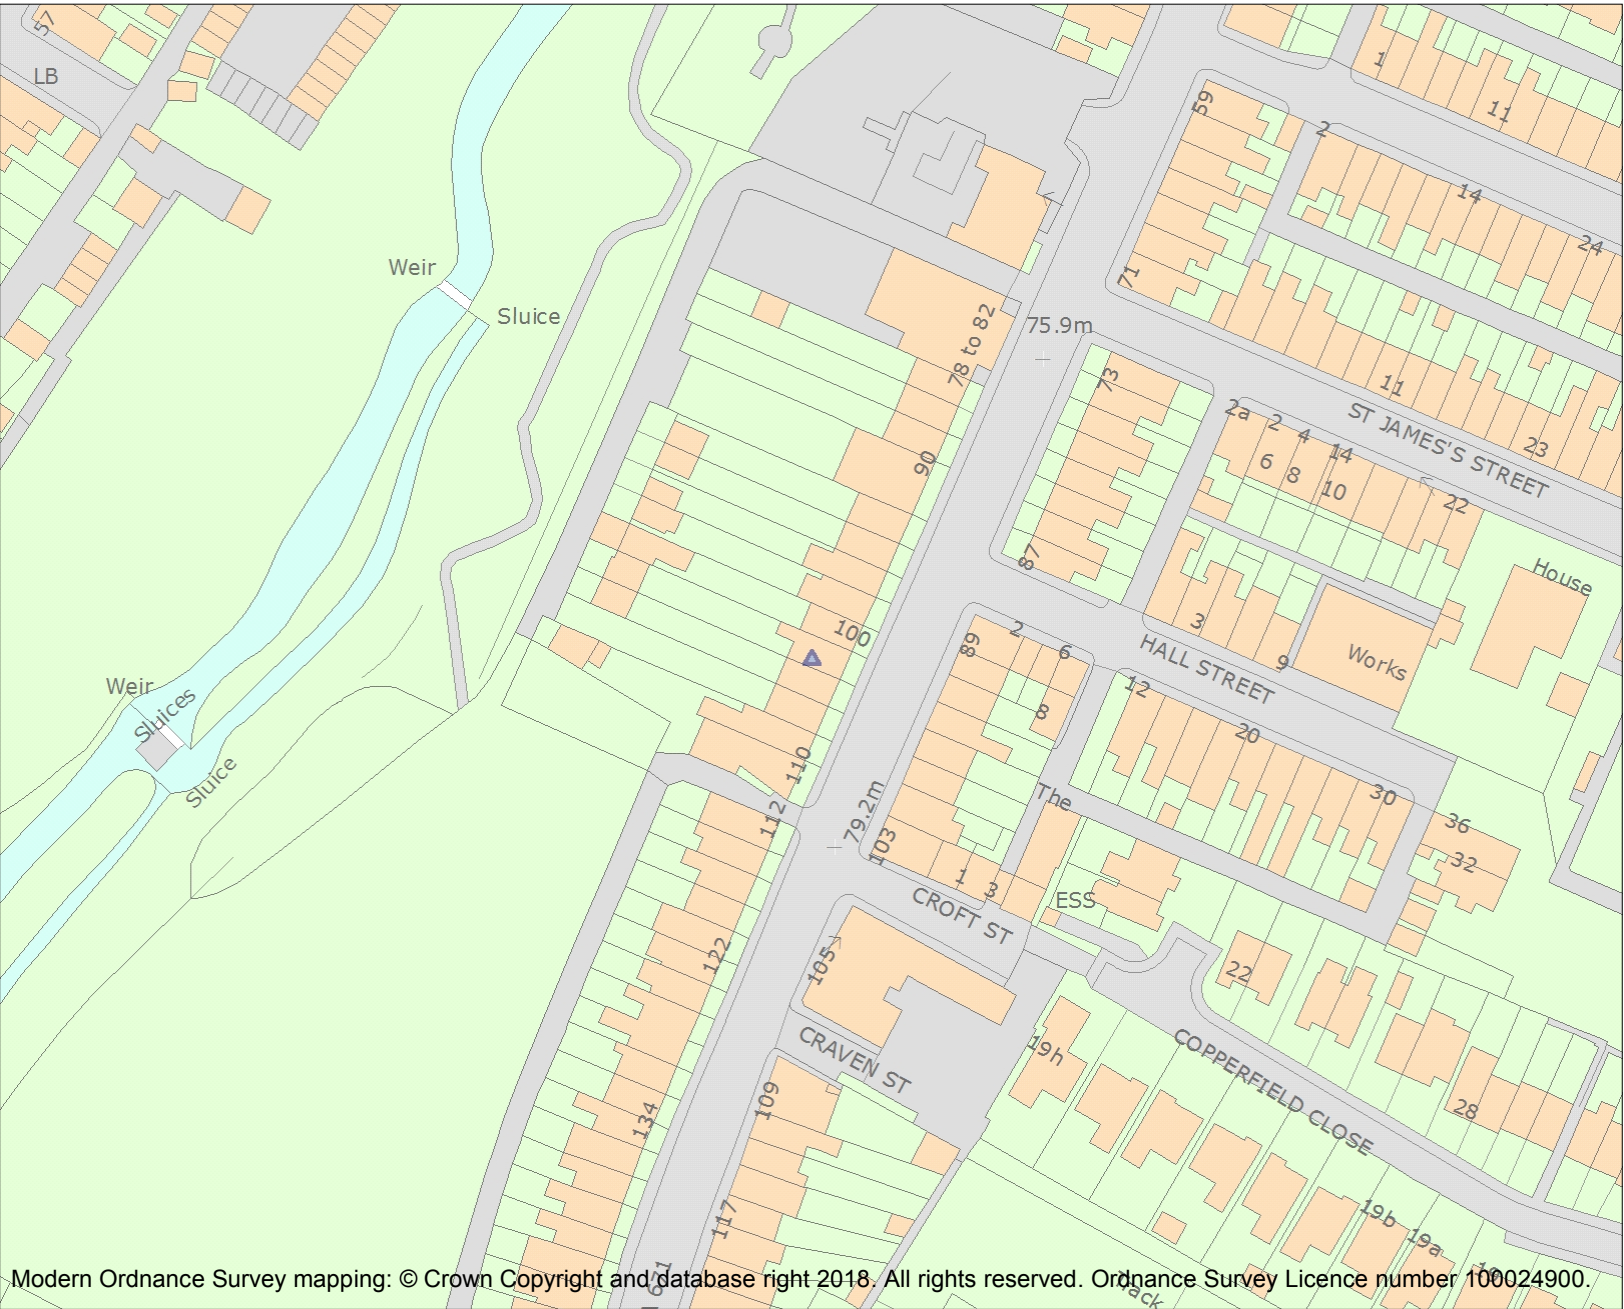 57
LB
59
1
11
2
14
24
Weir
Sluice
71
75.9m
78 to 82
73
11
ST JAMES'S STREET
23
2a
2
4
14
6
8
10
22
90
87
House
100
89
2
6
8
3
9
HALL STREET
Works
12
20
30
36
32
Weir
Sluices
Sluice
110
112
79.2m
The
103
1
3
CROFT ST
ESS
122
105
22
CRAVEN ST
19h
COPPERFIELD CLOSE
28
134
109
117
19b
19a
19
671
Modern Ordnance Survey mapping: © Crown Copyright and database right 2018. All rights reserved. Ordnance Survey Licence number 100024900.